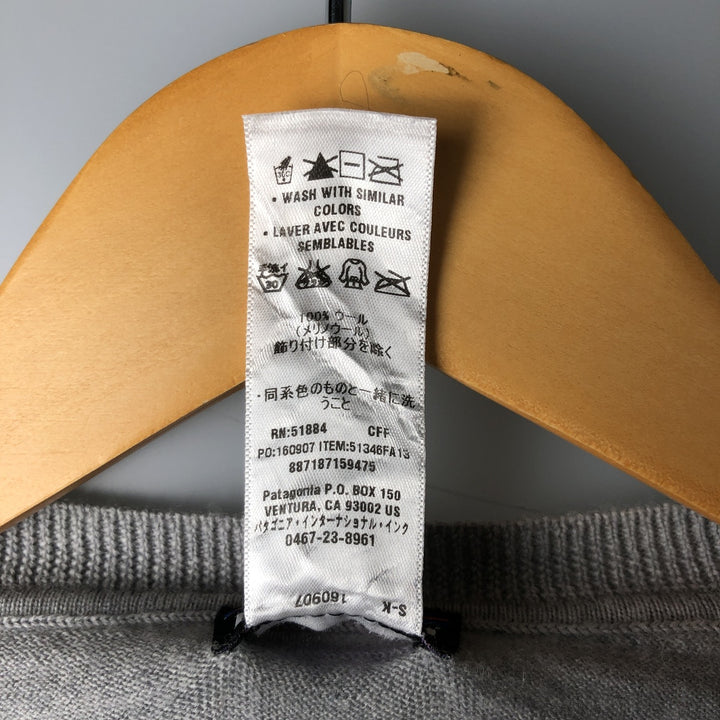 • WASH WITH SIMILAR
COLORS
• LAVER AVEC COULEURS
SEMBLABLES
30
100% ウール
(メリノウール)
飾り付け部分を除く
・同系色のものと一緒に洗
うこと
RN:51884 CFF
PO:160907 ITEM:51346FA13
887187159475
Patagonia P.O. BOX 150
VENTURA, CA 93002 US
パタゴニア・インターナショナル・インク
0467-23-8961
160907 S-K